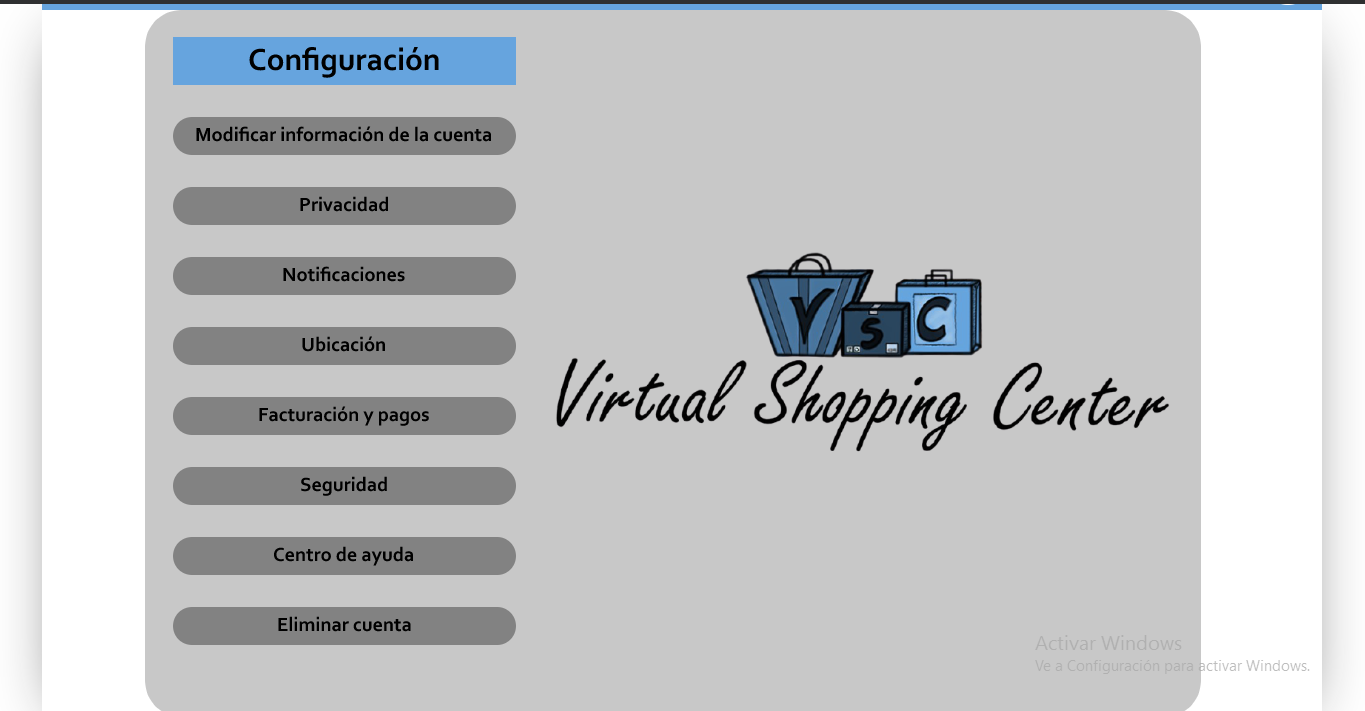 Configuración
Modificar información de la cuenta
Privacidad
Notificaciones
Ubicación
Facturación y pagos
Seguridad
Centro de ayuda
Eliminar cuenta
V S C
Virtual Shopping Center
Activar Windows
Ve a Configuración para activar Windows.